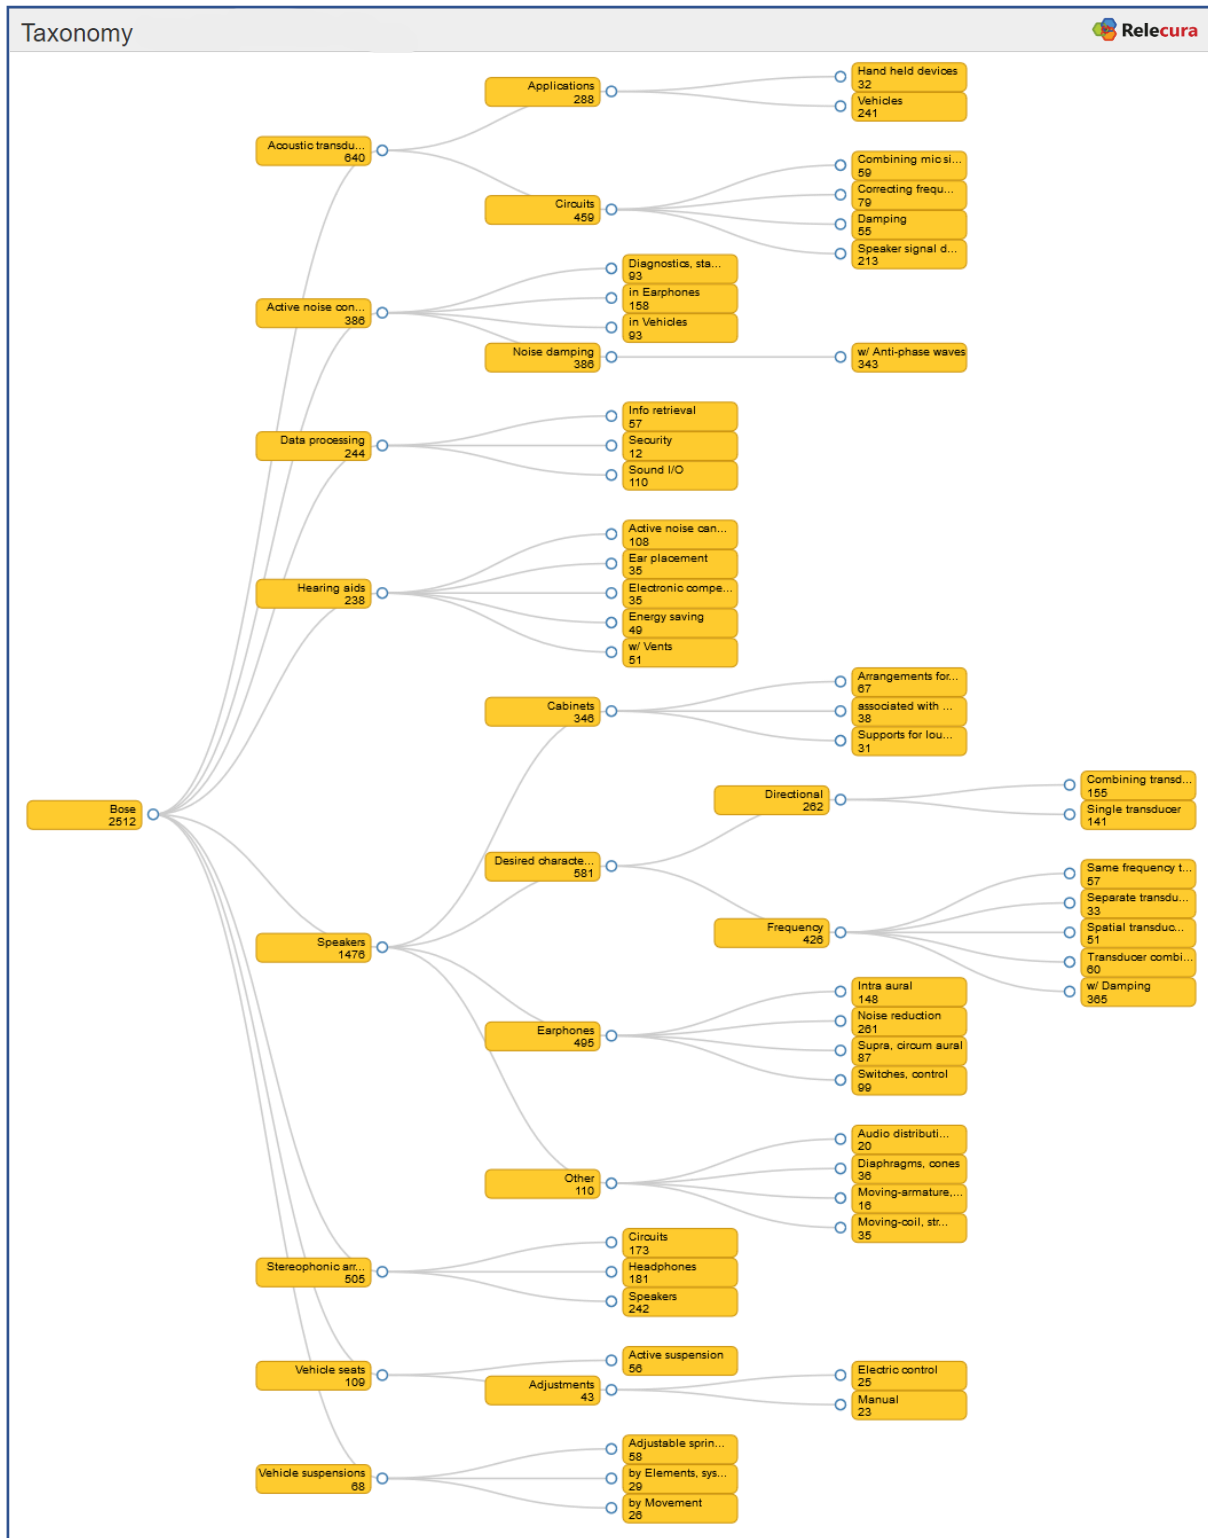 Taxonomy
Relecura
Hand held devices
32
Applications
288
Vehicles
241
Acoustic transdu...
640
Combining mic si...
59
Correcting frequ...
79
Circuits
459
Damping
55
Speaker signal d...
213
Diagnostics, sta...
93
in Earphones
158
Active noise con...
386
in Vehicles
93
Noise damping
386
w/ Anti-phase waves
343
Info retrieval
57
Data processing
244
Security
12
Sound I/O
110
Active noise can...
108
Ear placement
35
Hearing aids
238
Electronic compe...
35
Energy saving
49
w/ Vents
51
Arrangements for...
67
Cabinets
346
associated with ...
38
Supports for lou...
31
Combining transd...
155
Directional
262
Single transducer
141
Bose
2512
Desired characte...
581
Same frequency t...
57
Separate transdu...
33
Speakers
1476
Frequency
426
Spatial transduc...
51
Transducer combi...
60
w/ Damping
365
Intra aural
148
Noise reduction
261
Earphones
495
Supra, circum aural
87
Switches, control
99
Audio distributi...
20
Diaphragms, cones
36
Other
110
Moving-armature,...
16
Moving-coil, str...
35
Circuits
173
Stereophonic arr...
505
Headphones
181
Speakers
242
Active suspension
56
Vehicle seats
109
Adjustments
43
Electric control
25
Manual
23
Adjustable sprin...
58
Vehicle suspensions
68
by Elements, sys...
29
by Movement
26